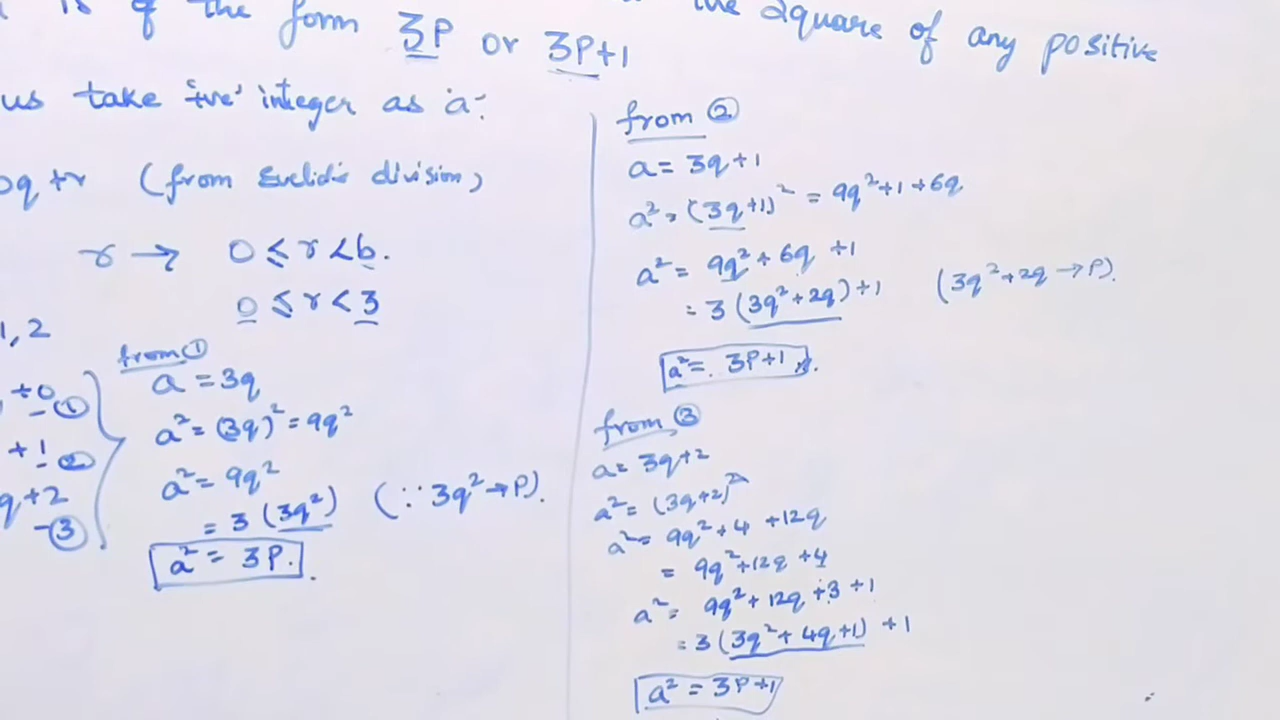 the square of any positive
is of the form 3P or 3P+1
us take '+ve' integer as 'a'.
bq+r (from Euclid's division)
r → 0 ≤ r < b.
0 ≤ r < 3
1, 2
+0 ①
+1 ②
q+2
-③
from ①
a = 3q
a² = (3q)² = 9q²
a² = 9q²
= 3 (3q²) (∵ 3q² → P).
a² = 3P.
from ②
a = 3q+1
a² = (3q+1)² = 9q²+1+6q
a² = 9q²+6q+1
= 3 (3q²+2q)+1 (3q²+2q → P).
a² = 3P+1
from ③
a = 3q+2
a² = (3q+2)²
a² = 9q²+4+12q
= 9q²+12q+4
a² = 9q²+12q+3+1
= 3 (3q²+4q+1)+1
a² = 3P+1